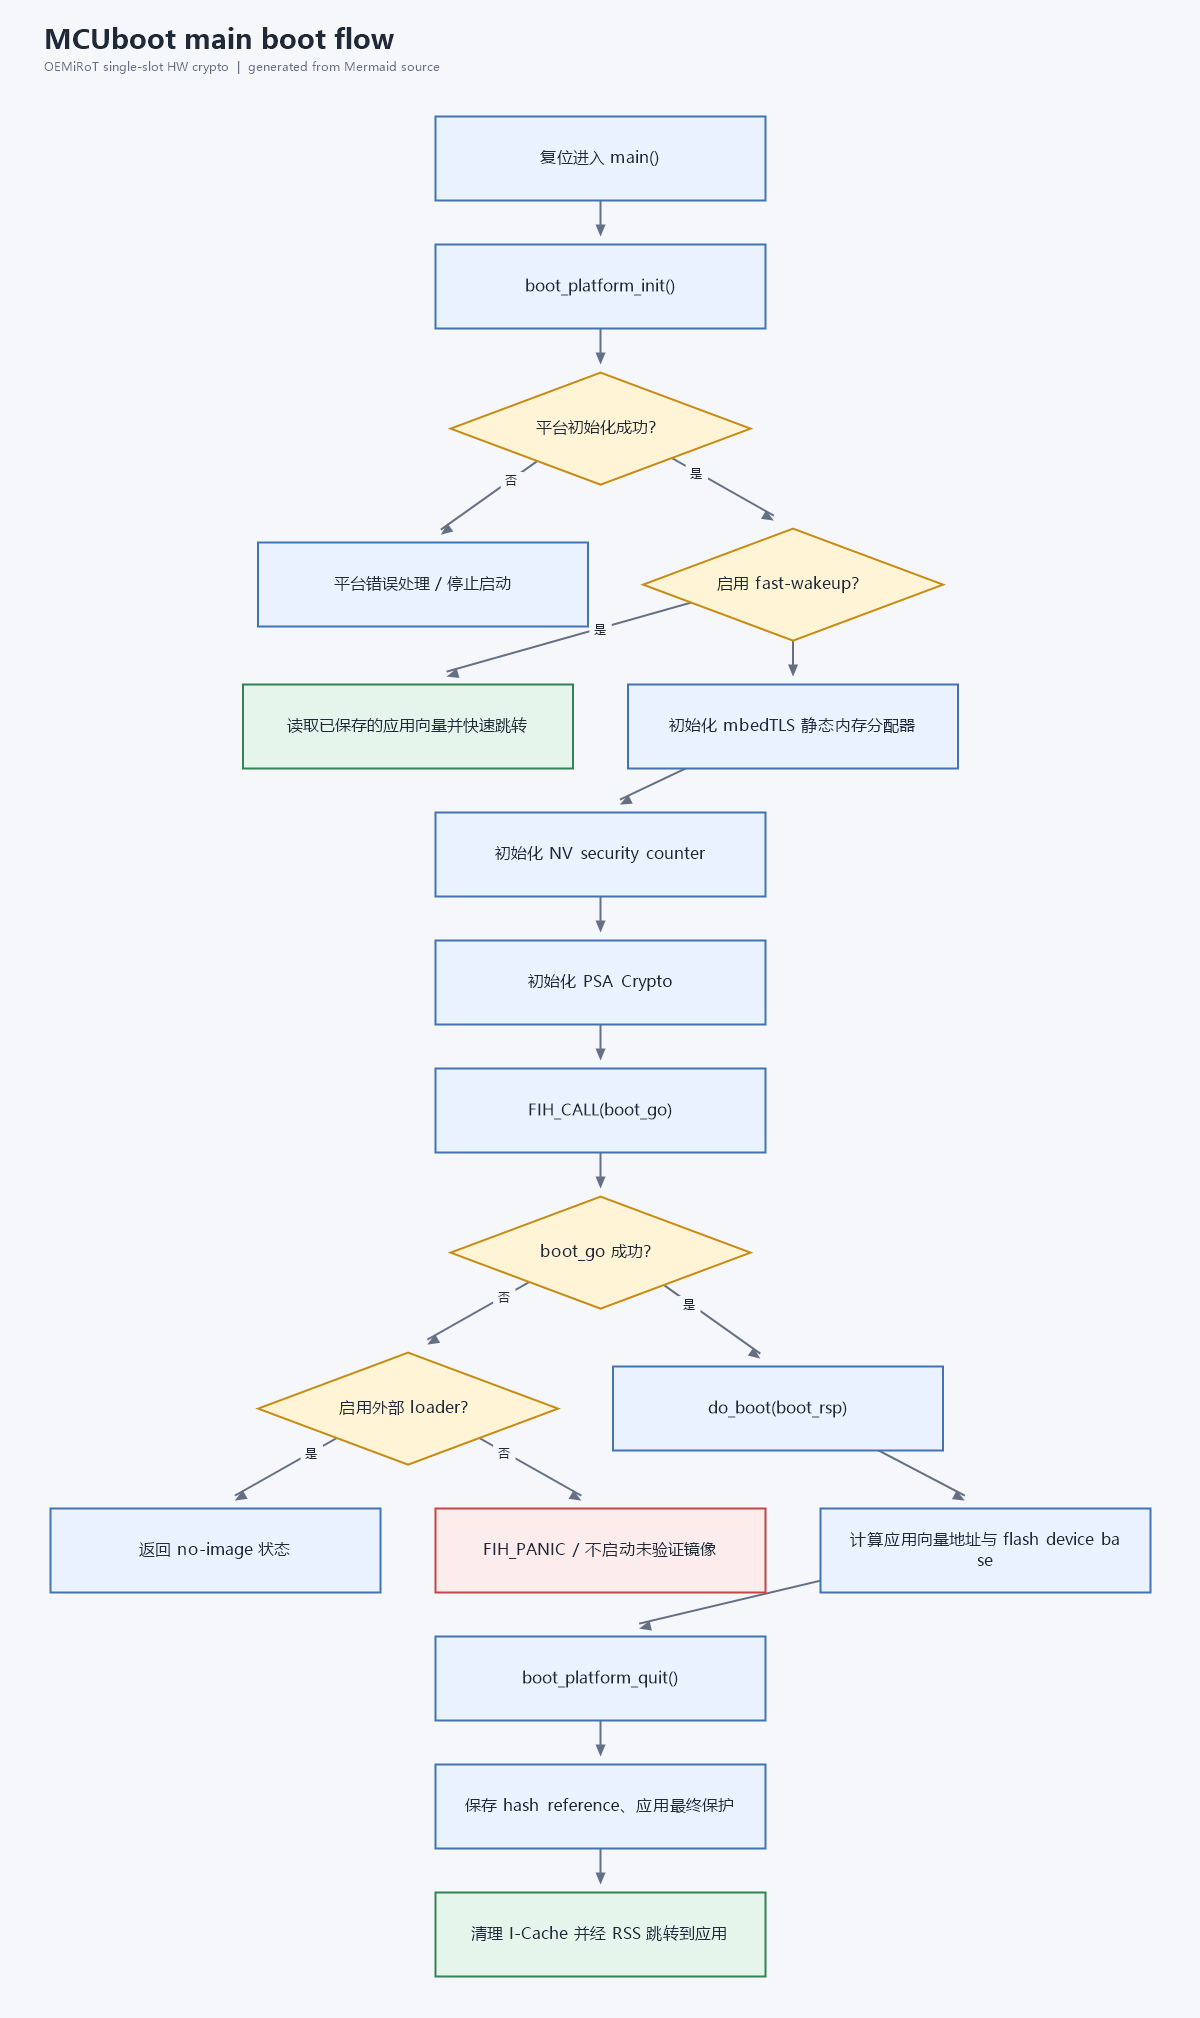 MCUboot main boot flow
OEMiRoT single-slot HW crypto | generated from Mermaid source
复位进入 main()
boot_platform_init()
平台初始化成功?
否
是
平台错误处理 / 停止启动
启用 fast-wakeup?
是
读取已保存的应用向量并快速跳转
初始化 mbedTLS 静态内存分配器
初始化 NV security counter
初始化 PSA Crypto
FIH_CALL(boot_go)
boot_go 成功?
否
是
启用外部 loader?
do_boot(boot_rsp)
是
否
返回 no-image 状态
FIH_PANIC / 不启动未验证镜像
计算应用向量地址与 flash device ba
se
boot_platform_quit()
保存 hash reference、应用最终保护
清理 I-Cache 并经 RSS 跳转到应用